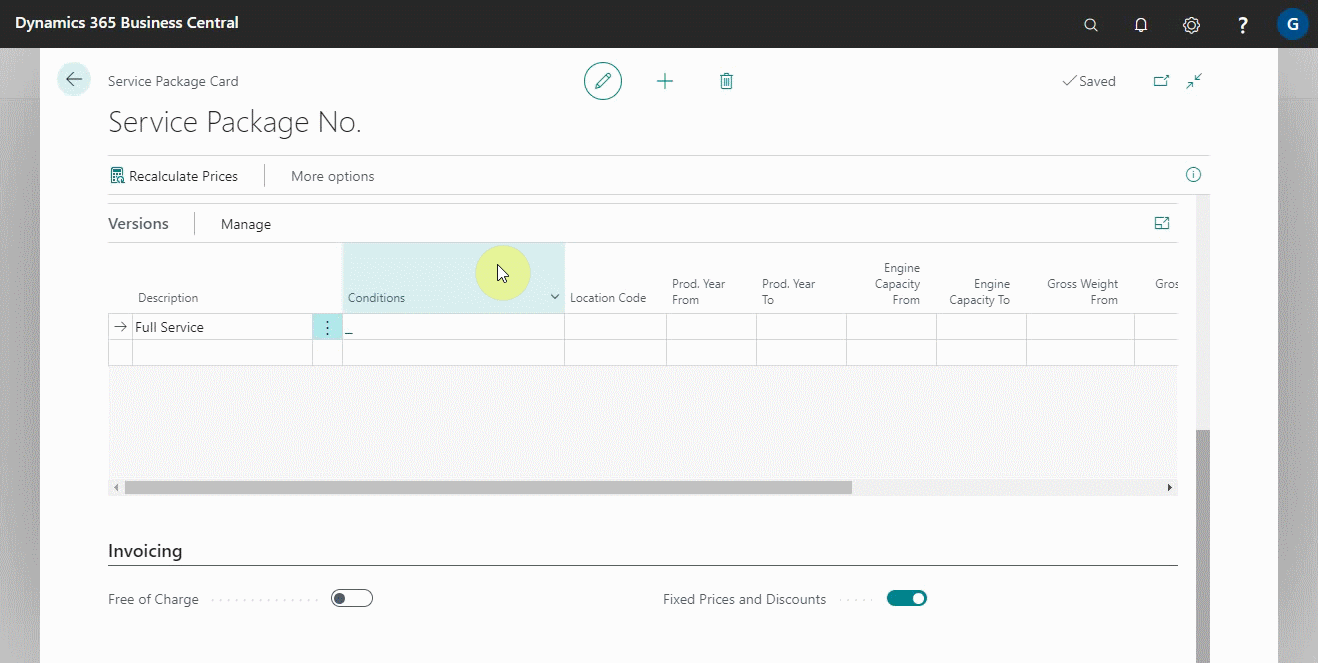 Dynamics 365 Business Central
?
G
Service Package Card
Saved
Service Package No.
Recalculate Prices
More options
Versions
Manage
Description
Conditions
Location Code
Prod. Year
From
Prod. Year
To
Engine
Capacity
From
Engine
Capacity To
Gross Weight
From
Gros
Full Service
_
Invoicing
Free of Charge
Fixed Prices and Discounts